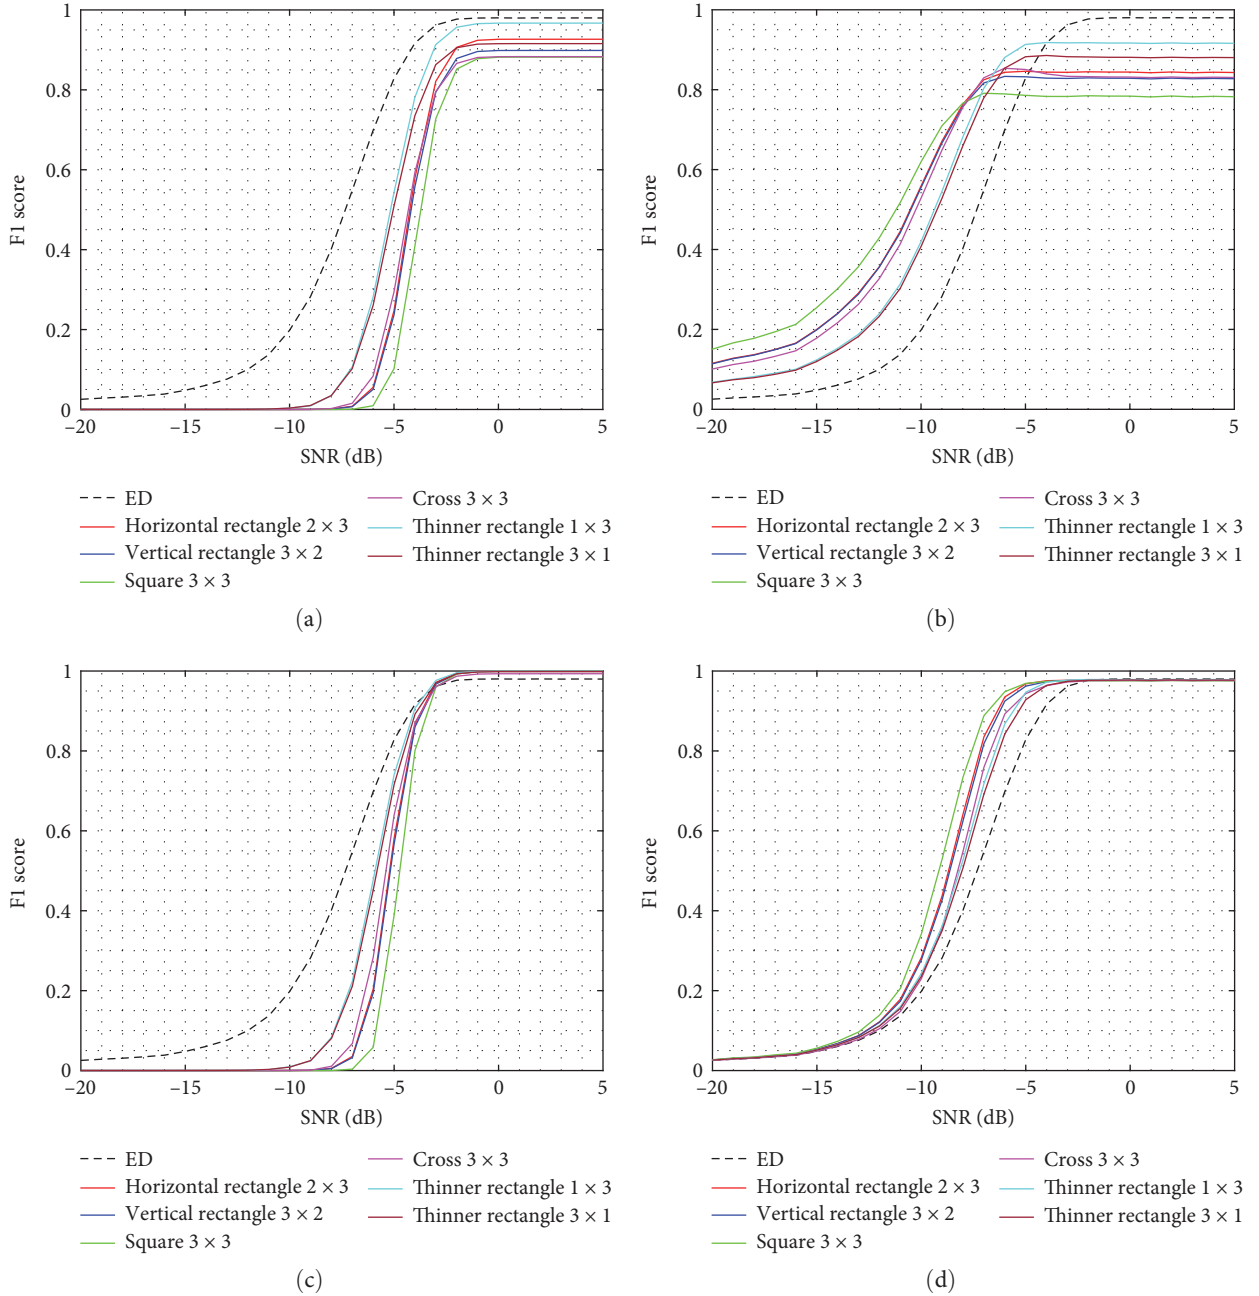 1
0.8
0.6
0.4
0.2
0
F1 score
–20
–15
–10
–5
0
5
SNR (dB)
ED
Horizontal rectangle 2 × 3
Vertical rectangle 3 × 2
Square 3 × 3
Cross 3 × 3
Thinner rectangle 1 × 3
Thinner rectangle 3 × 1
(a)
1
0.8
0.6
0.4
0.2
0
F1 score
–20
–15
–10
–5
0
5
SNR (dB)
ED
Horizontal rectangle 2 × 3
Vertical rectangle 3 × 2
Square 3 × 3
Cross 3 × 3
Thinner rectangle 1 × 3
Thinner rectangle 3 × 1
(b)
1
0.8
0.6
0.4
0.2
0
F1 score
–20
–15
–10
–5
0
5
SNR (dB)
ED
Horizontal rectangle 2 × 3
Vertical rectangle 3 × 2
Square 3 × 3
Cross 3 × 3
Thinner rectangle 1 × 3
Thinner rectangle 3 × 1
(c)
1
0.8
0.6
0.4
0.2
0
F1 score
–20
–15
–10
–5
0
5
SNR (dB)
ED
Horizontal rectangle 2 × 3
Vertical rectangle 3 × 2
Square 3 × 3
Cross 3 × 3
Thinner rectangle 1 × 3
Thinner rectangle 3 × 1
(d)